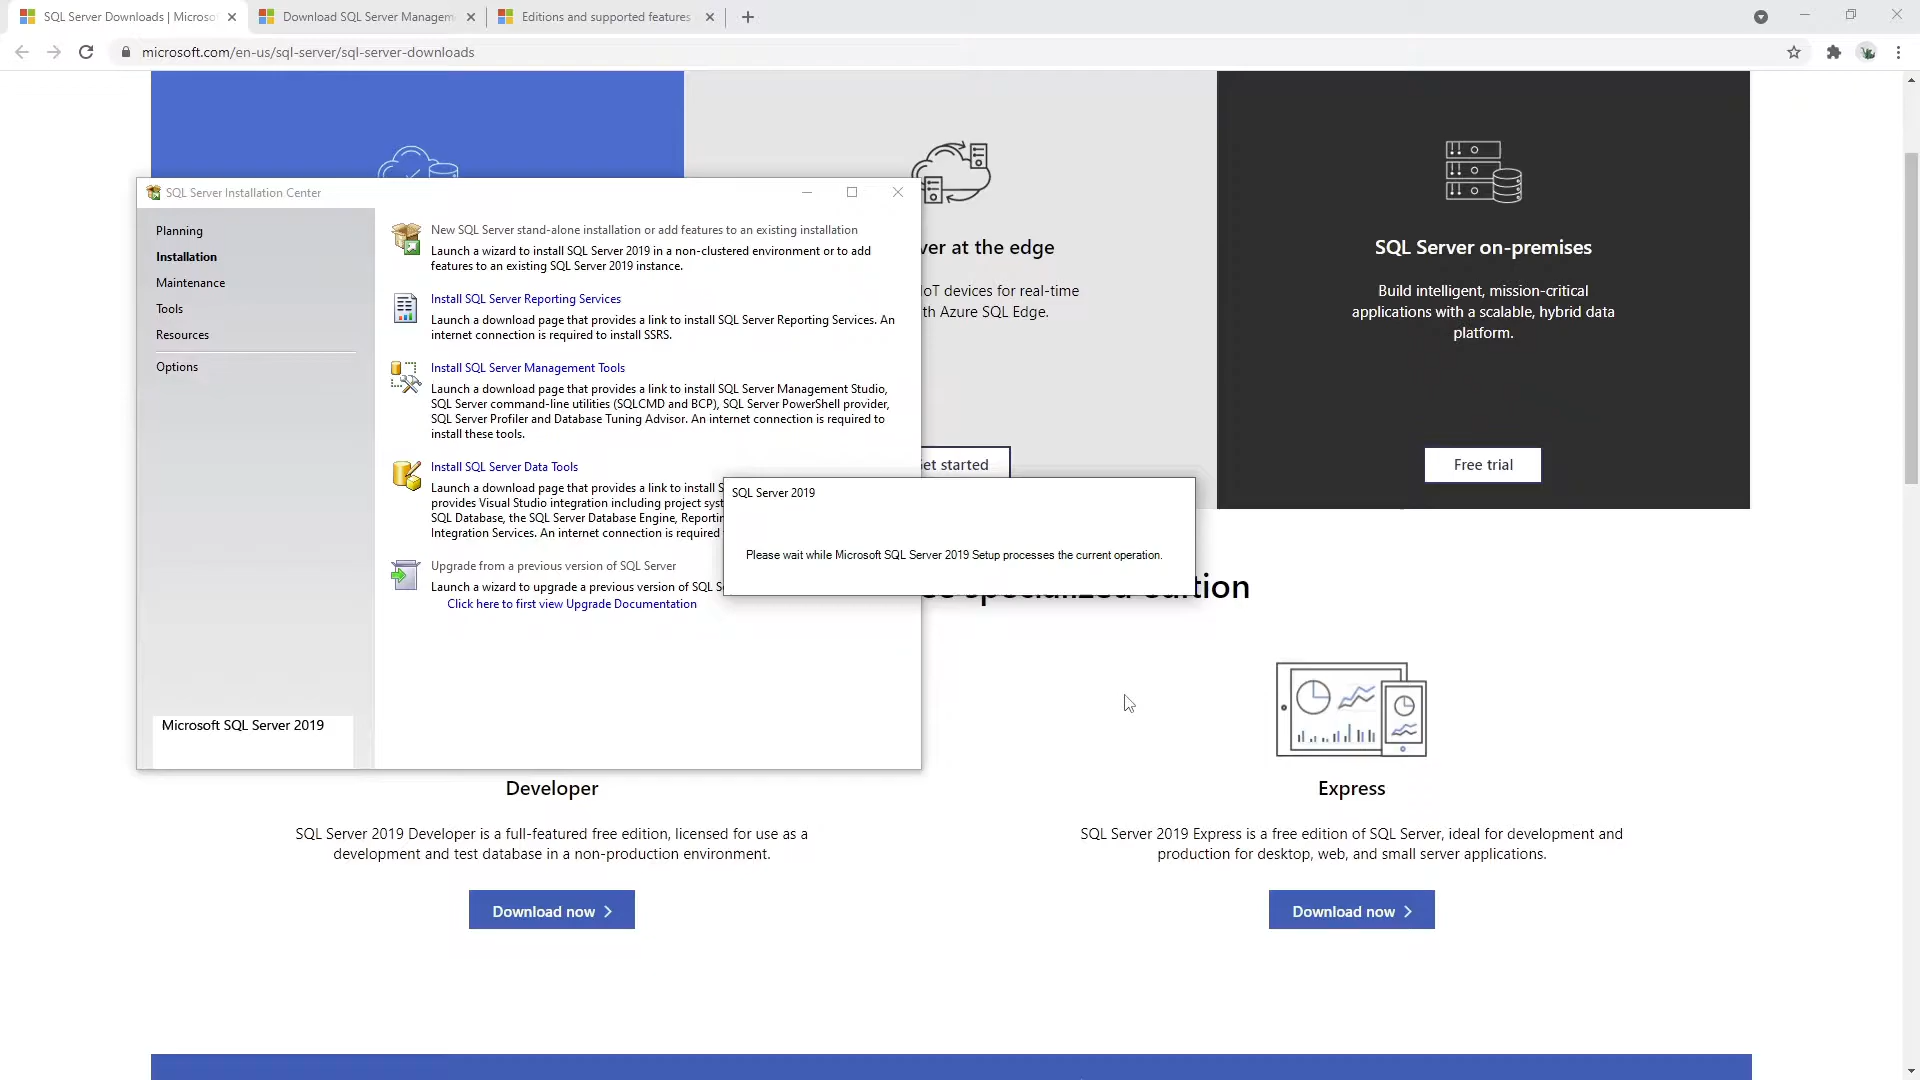 SQL Server Downloads | Microso
Download SQL Server Managem
Editions and supported features
microsoft.com/en-us/sql-server/sql-server-downloads
SQL Server Installation Center
Planning
Installation
Maintenance
Tools
Resources
Options
Microsoft SQL Server 2019
New SQL Server stand-alone installation or add features to an existing installation
Launch a wizard to install SQL Server 2019 in a non-clustered environment or to add
features to an existing SQL Server 2019 instance.
Install SQL Server Reporting Services
Launch a download page that provides a link to install SQL Server Reporting Services. An
internet connection is required to install SSRS.
Install SQL Server Management Tools
Launch a download page that provides a link to install SQL Server Management Studio,
SQL Server command-line utilities (SQLCMD and BCP), SQL Server PowerShell provider,
SQL Server Profiler and Database Tuning Advisor. An internet connection is required to
install these tools.
Install SQL Server Data Tools
Launch a download page that provides a link to install S
provides Visual Studio integration including project syst
SQL Database, the SQL Server Database Engine, Reportin
Integration Services. An internet connection is required
Upgrade from a previous version of SQL Server
Launch a wizard to upgrade a previous version of SQL S
Click here to first view Upgrade Documentation
SQL Server 2019
Please wait while Microsoft SQL Server 2019 Setup processes the current operation.
ver at the edge
IoT devices for real-time
th Azure SQL Edge.
et started
SQL Server on-premises
Build intelligent, mission-critical
applications with a scalable, hybrid data
platform.
Free trial
specialized edition
Developer
SQL Server 2019 Developer is a full-featured free edition, licensed for use as a
development and test database in a non-production environment.
Download now
Express
SQL Server 2019 Express is a free edition of SQL Server, ideal for development and
production for desktop, web, and small server applications.
Download now